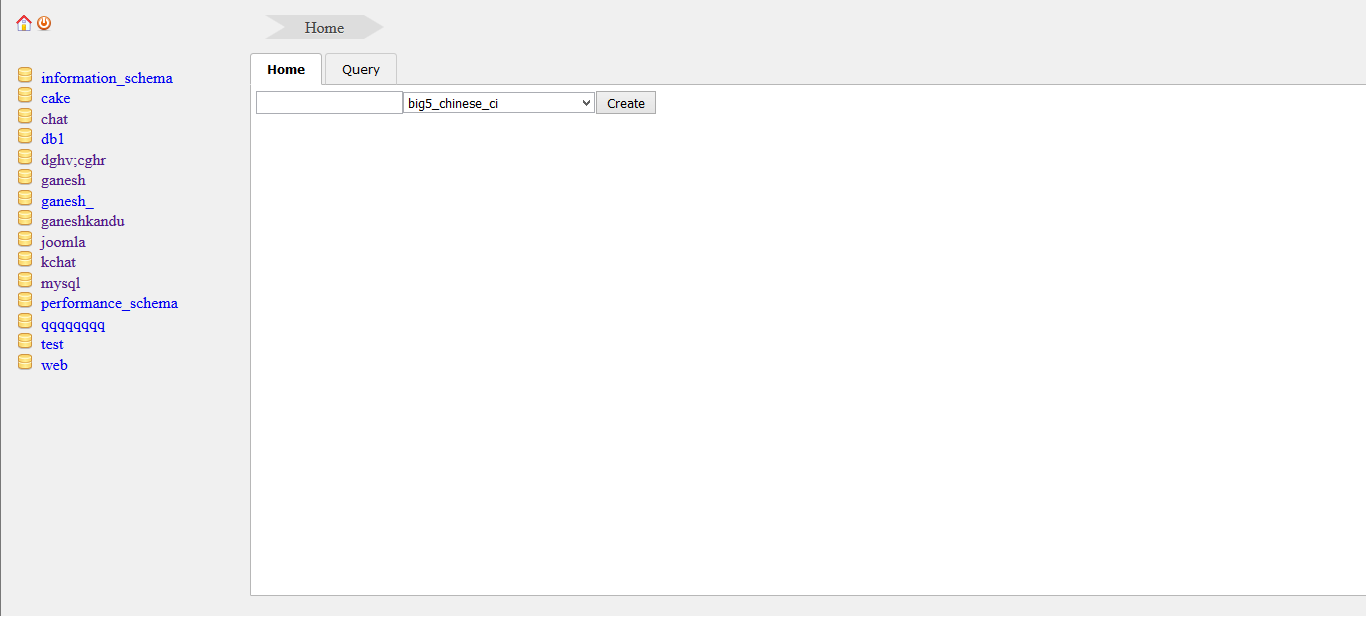 Home
Home Query
big5_chinese_ci Create
information_schema
cake
chat
db1
dghv;cghr
ganesh
ganesh_
ganeshkandu
joomla
kchat
mysql
performance_schema
qqqqqqqq
test
web